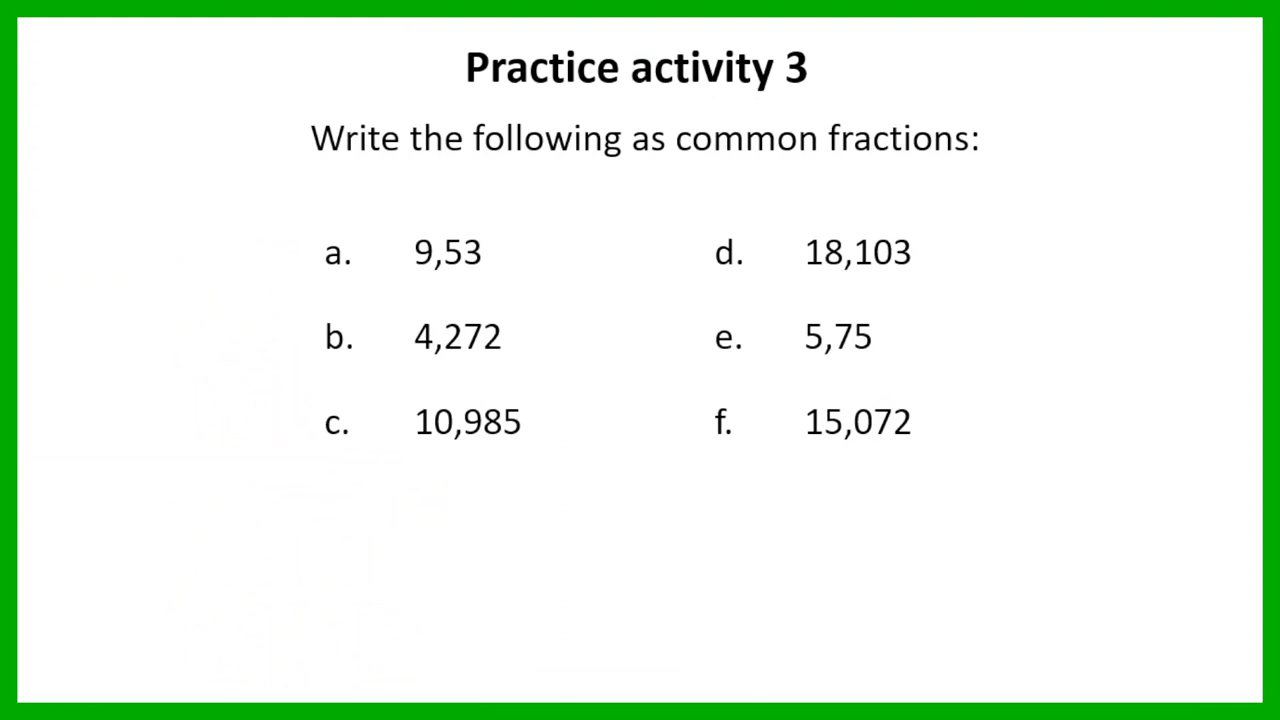 Practice activity 3
Write the following as common fractions:
a. 9,53 d. 18,103
b. 4,272 e. 5,75
c. 10,985 f. 15,072